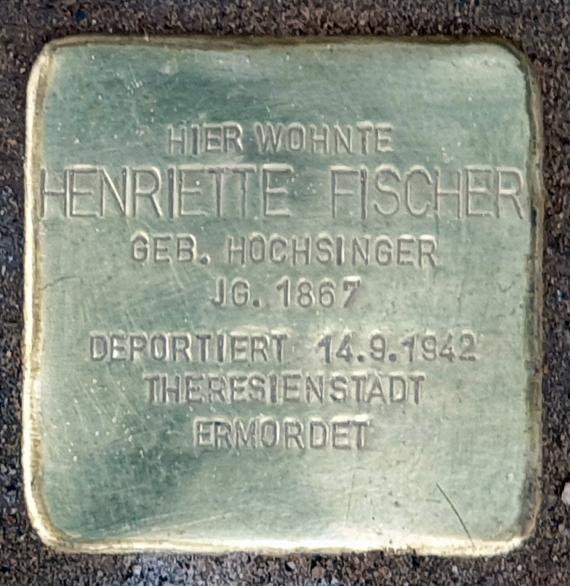 HIER WOHNTE
HENRIETTE FISCHER
GEB. HOCHSINGER
JG. 1867
DEPORTIERT 14.9.1942
THERESIENSTADT
ERMORDET